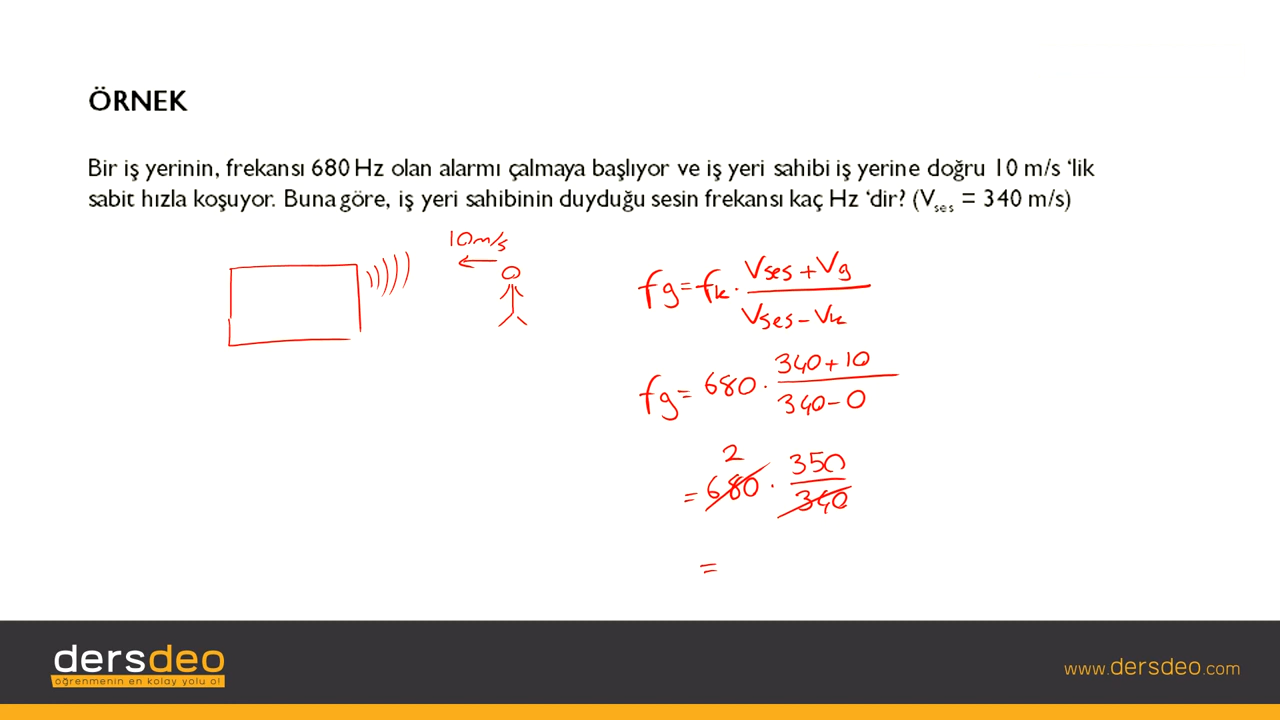 ÖRNEK
Bir iş yerinin, frekansı 680 Hz olan alarmı çalmaya başlıyor ve iş yeri sahibi iş yerine doğru 10 m/s ‘lik
sabit hızla koşuyor. Buna göre, iş yeri sahibinin duyduğu sesin frekansı kaç Hz ‘dir? (Vses = 340 m/s)
10m/s
fg = fk . (Vses + Vg) / (Vses - Vk)
fg = 680 . (340 + 10) / (340 - 0)
2
= 680 . 350 / 340
=
dersdeo
öğrenmenin en kolay yolu o!
www.dersdeo.com